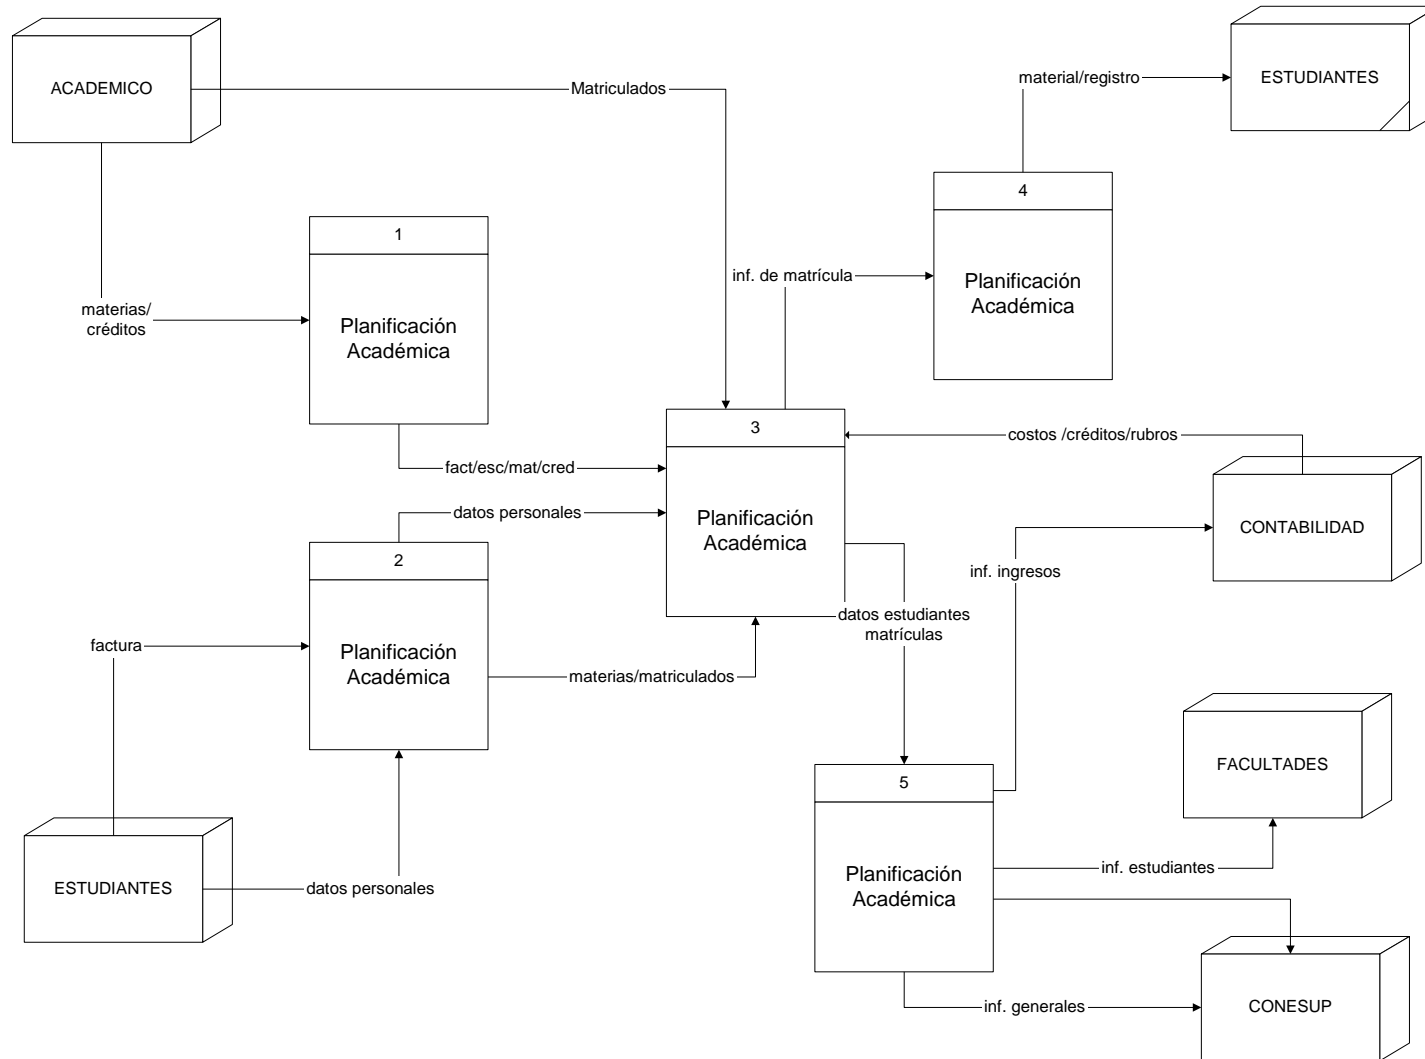 ACADEMICO
Matriculados
material/registro
ESTUDIANTES
4
Planificación
Académica
1
Planificación
Académica
materias/
créditos
inf. de matrícula
3
Planificación
Académica
costos /créditos/rubros
fact/esc/mat/cred
datos personales
CONTABILIDAD
2
Planificación
Académica
inf. ingresos
datos estudiantes
matrículas
factura
materias/matriculados
FACULTADES
5
Planificación
Académica
inf. estudiantes
ESTUDIANTES
datos personales
inf. generales
CONESUP